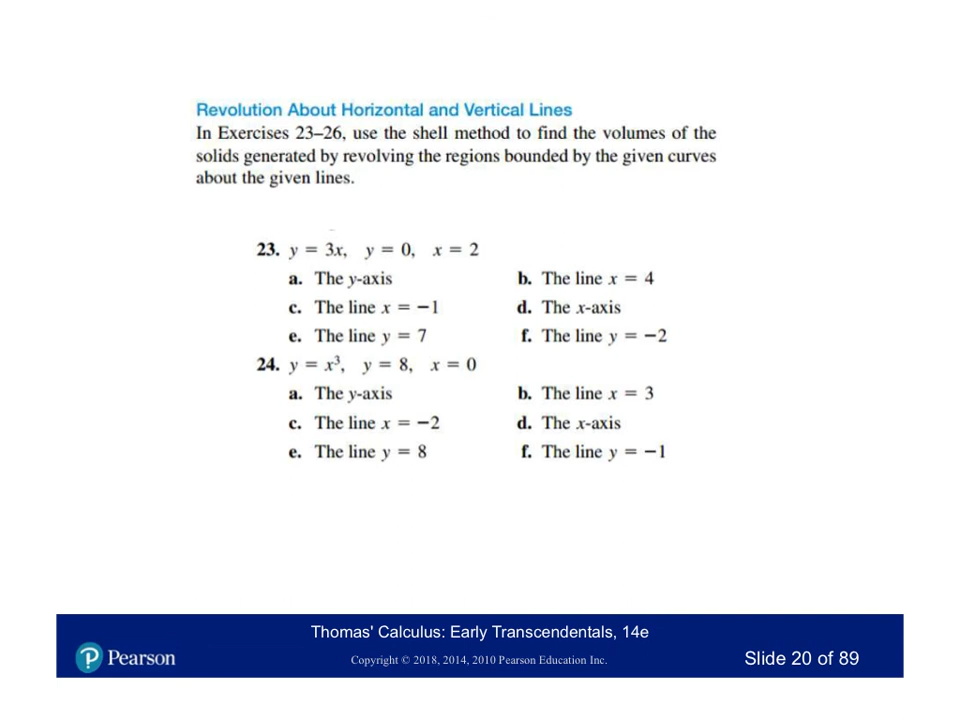 Revolution About Horizontal and Vertical Lines
In Exercises 23–26, use the shell method to find the volumes of the
solids generated by revolving the regions bounded by the given curves
about the given lines.
23. y = 3x, y = 0, x = 2
a. The y-axis b. The line x = 4
c. The line x = −1 d. The x-axis
e. The line y = 7 f. The line y = −2
24. y = x³, y = 8, x = 0
a. The y-axis b. The line x = 3
c. The line x = −2 d. The x-axis
e. The line y = 8 f. The line y = −1
Thomas' Calculus: Early Transcendentals, 14e
P Pearson Copyright © 2018, 2014, 2010 Pearson Education Inc. Slide 20 of 89